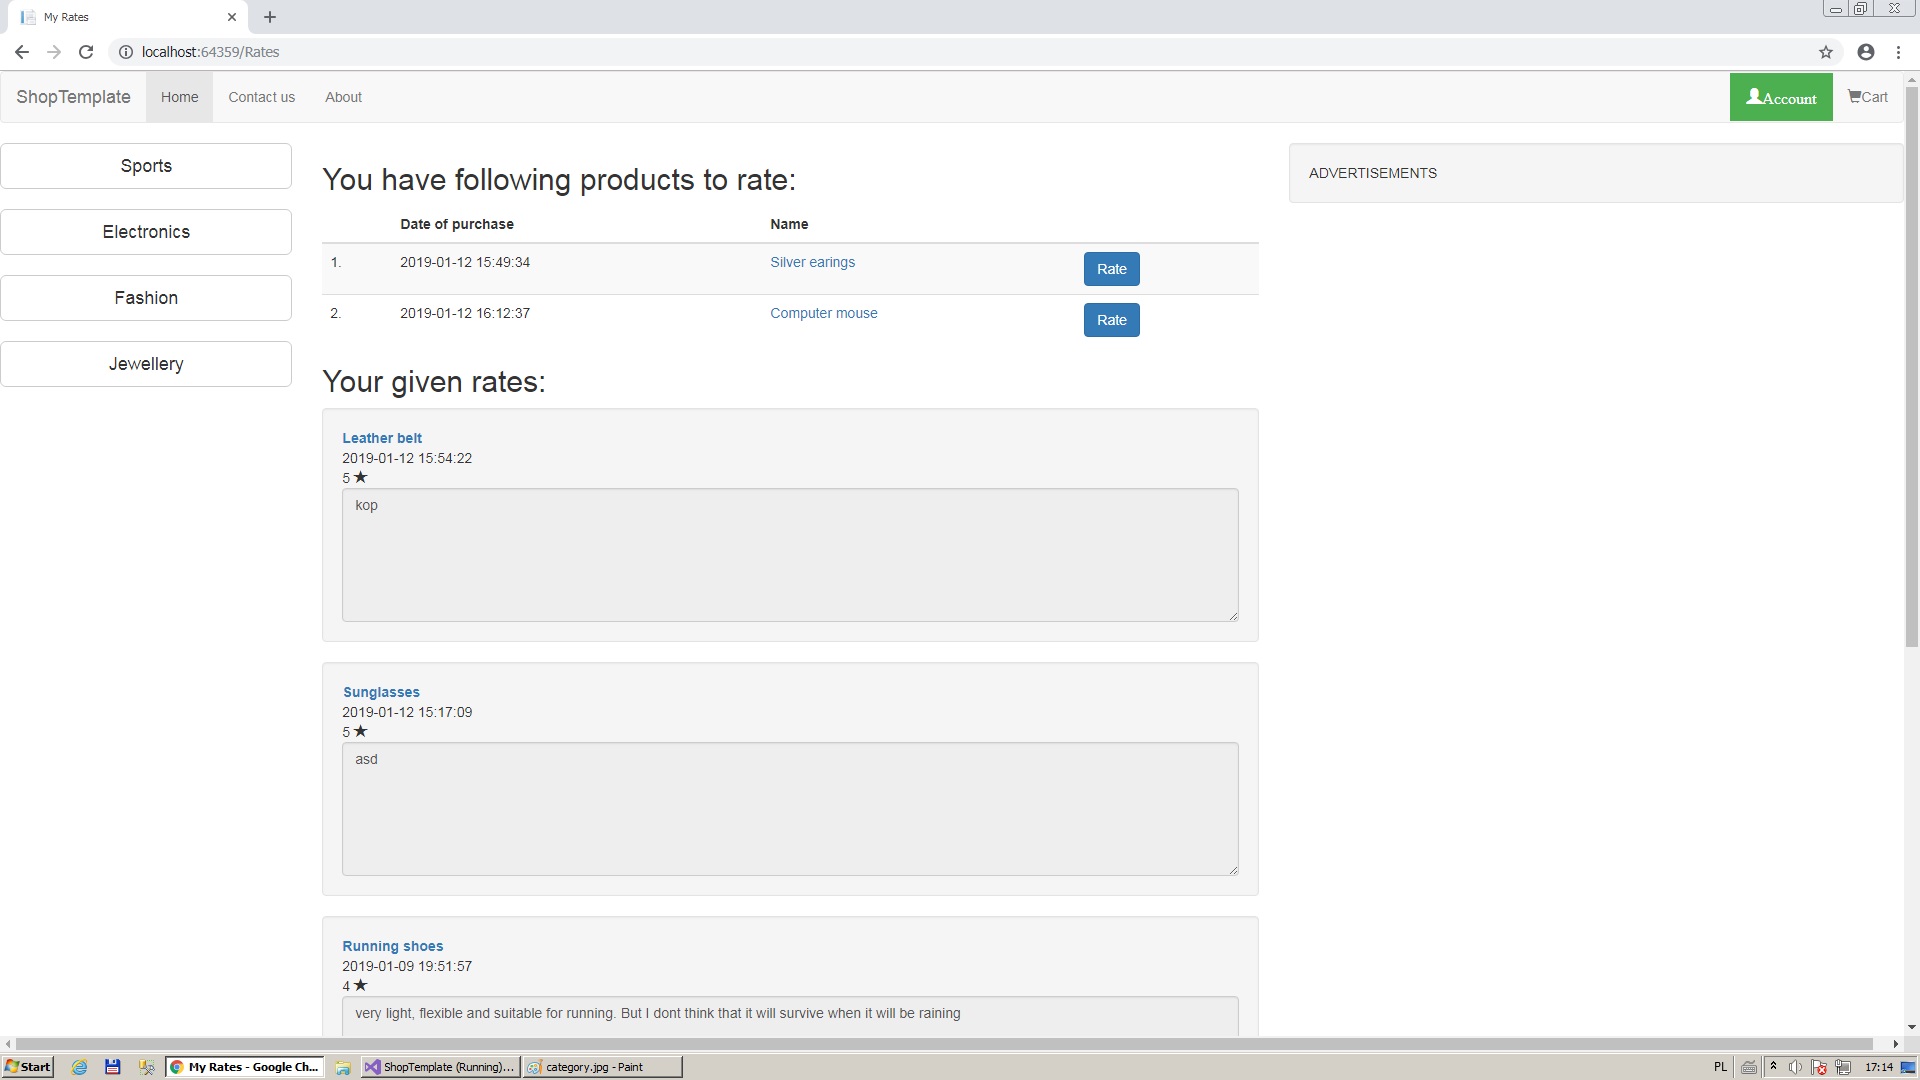 My Rates
localhost:64359/Rates
ShopTemplate Home Contact us About Account Cart
Sports
Electronics
Fashion
Jewellery
You have following products to rate:
Date of purchase Name
1. 2019-01-12 15:49:34 Silver earings Rate
2. 2019-01-12 16:12:37 Computer mouse Rate
Your given rates:
Leather belt
2019-01-12 15:54:22
5
kop
Sunglasses
2019-01-12 15:17:09
5
asd
Running shoes
2019-01-09 19:51:57
4
very light, flexible and suitable for running. But I dont think that it will survive when it will be raining
ADVERTISEMENTS
Start My Rates - Google Ch... ShopTemplate (Running)... category.jpg - Paint PL 17:14